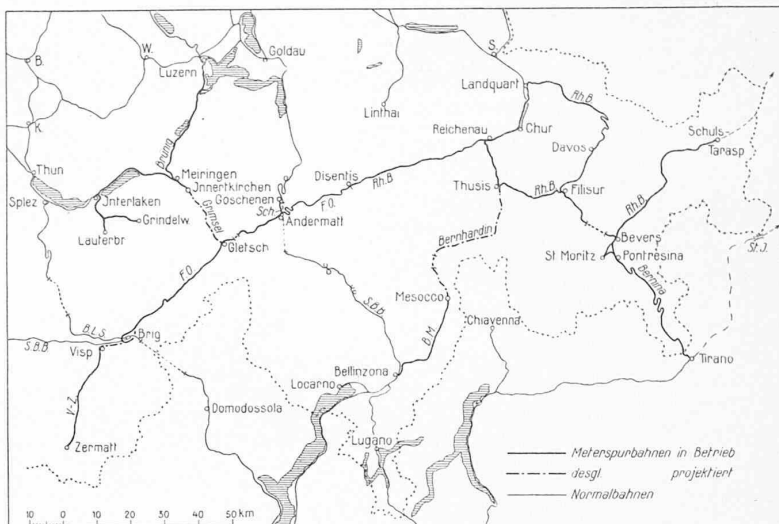 B.
W.
Luzern
Goldau
S.
Landquart
Rh.B.
Linthal
K.
Brünig
Reichenau
Chur
Davos
Schuls
Tarasp
Thun
Meiringen
Innertkirchen
Disentis
Rh.B
Thusis
Rh.B
Filisur
Rh.B
Spiez
Interlaken
Göschenen
F.O.
Sch.
Andermatt
Grindelw.
Lauterbr
Grimsel
Gletsch
Bernhardin
Bevers
St Moritz
Pontresina
St.J.
F.O.
S.B.B.
Mesocco
Bernina
B.L.S.
Brig
S.B.B.
Visp
B.M.
Chiavenna
Tirano
V.-Z.
Bellinzona
Locarno
Domodossola
Lugano
Zermatt
Meterspurbahnen in Betrieb
desgl. projektiert
Normalbahnen
10 0 10 20 30 40 50 km